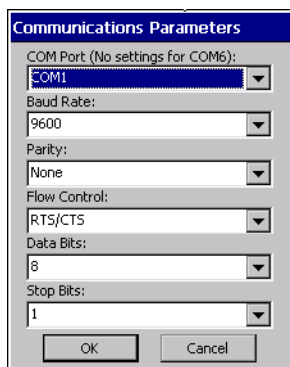 Communications Parameters
COM Port (No settings for COM6):
COM1
Baud Rate:
9600
Parity:
None
Flow Control:
RTS/CTS
Data Bits:
8
Stop Bits:
1
OK Cancel